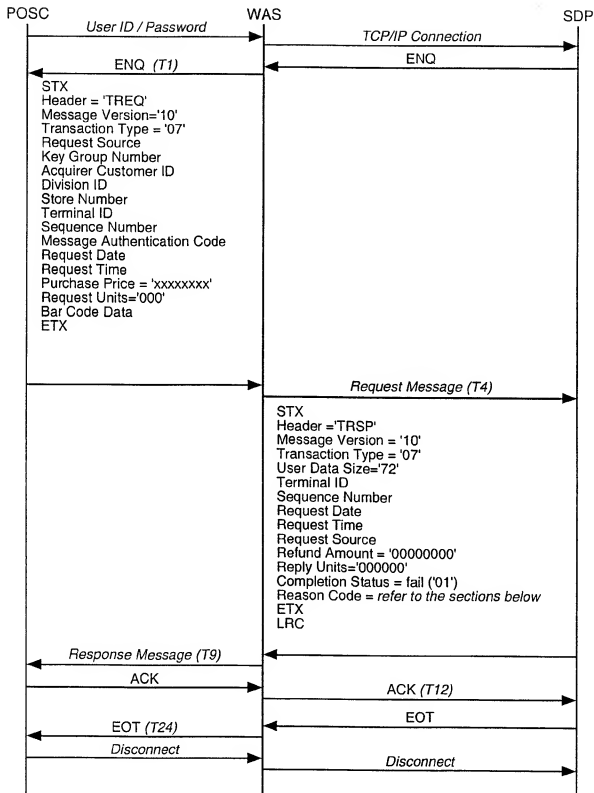 POSC WAS SDP
User ID / Password
TCP/IP Connection
ENQ (T1)
ENQ
STX
Header = 'TREQ'
Message Version='10'
Transaction Type = '07'
Request Source
Key Group Number
Acquirer Customer ID
Division ID
Store Number
Terminal ID
Sequence Number
Message Authentication Code
Request Date
Request Time
Purchase Price = 'xxxxxxxx'
Request Units='000'
Bar Code Data
ETX
Request Message (T4)
STX
Header ='TRSP'
Message Version = '10'
Transaction Type = '07'
User Data Size='72'
Terminal ID
Sequence Number
Request Date
Request Time
Request Source
Refund Amount = '00000000'
Reply Units='000000'
Completion Status = fail ('01')
Reason Code = refer to the sections below
ETX
LRC
Response Message (T9)
ACK
ACK (T12)
EOT
EOT (T24)
Disconnect
Disconnect